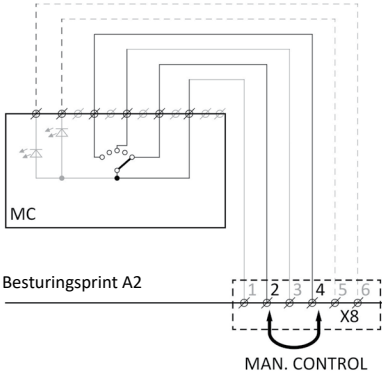 MC
Besturingsprint A2
1 2 3 4 5 6
X8
MAN. CONTROL